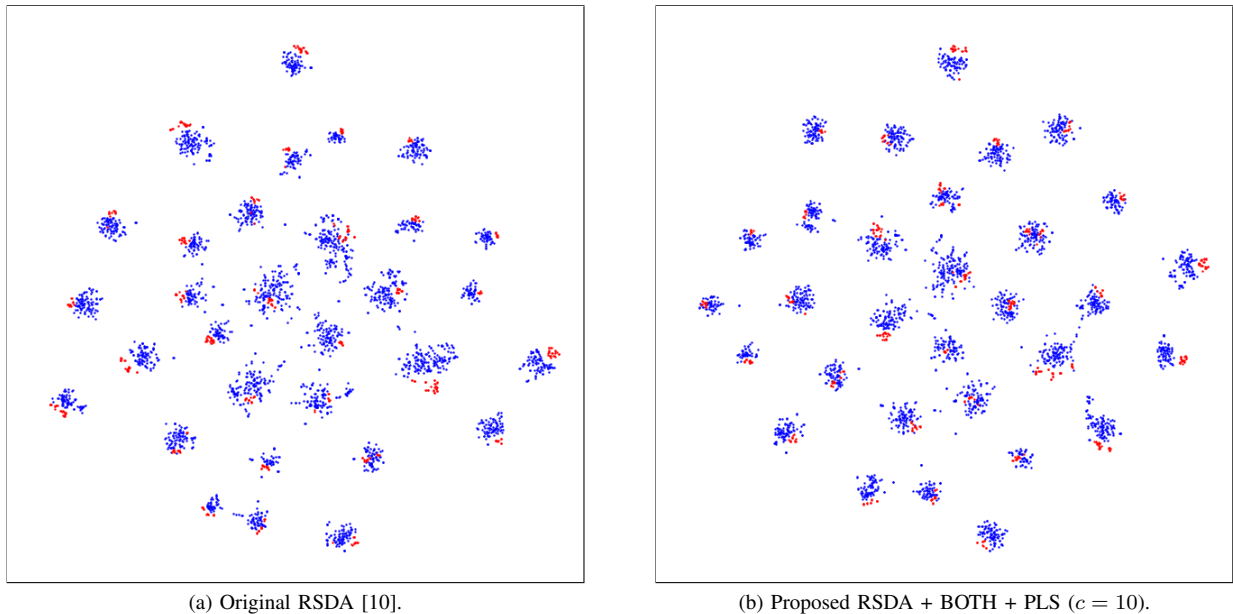 (a) Original RSDA [10].
(b) Proposed RSDA + BOTH + PLS (c = 10).